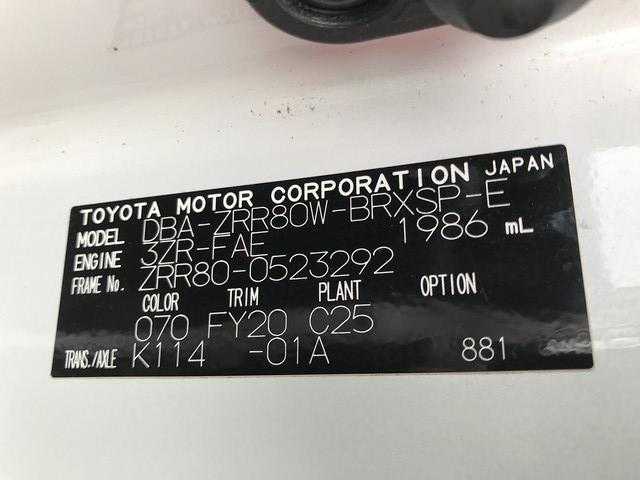 TOYOTA MOTOR CORPORATION JAPAN
MODEL DBA-ZRR80W-BRXSP-E
ENGINE 3ZR-FAE 1986 mL
FRAME No. ZRR80-0523292
COLOR TRIM PLANT OPTION
070 FY20 C25
TRANS./AXLE K114 -01A 881